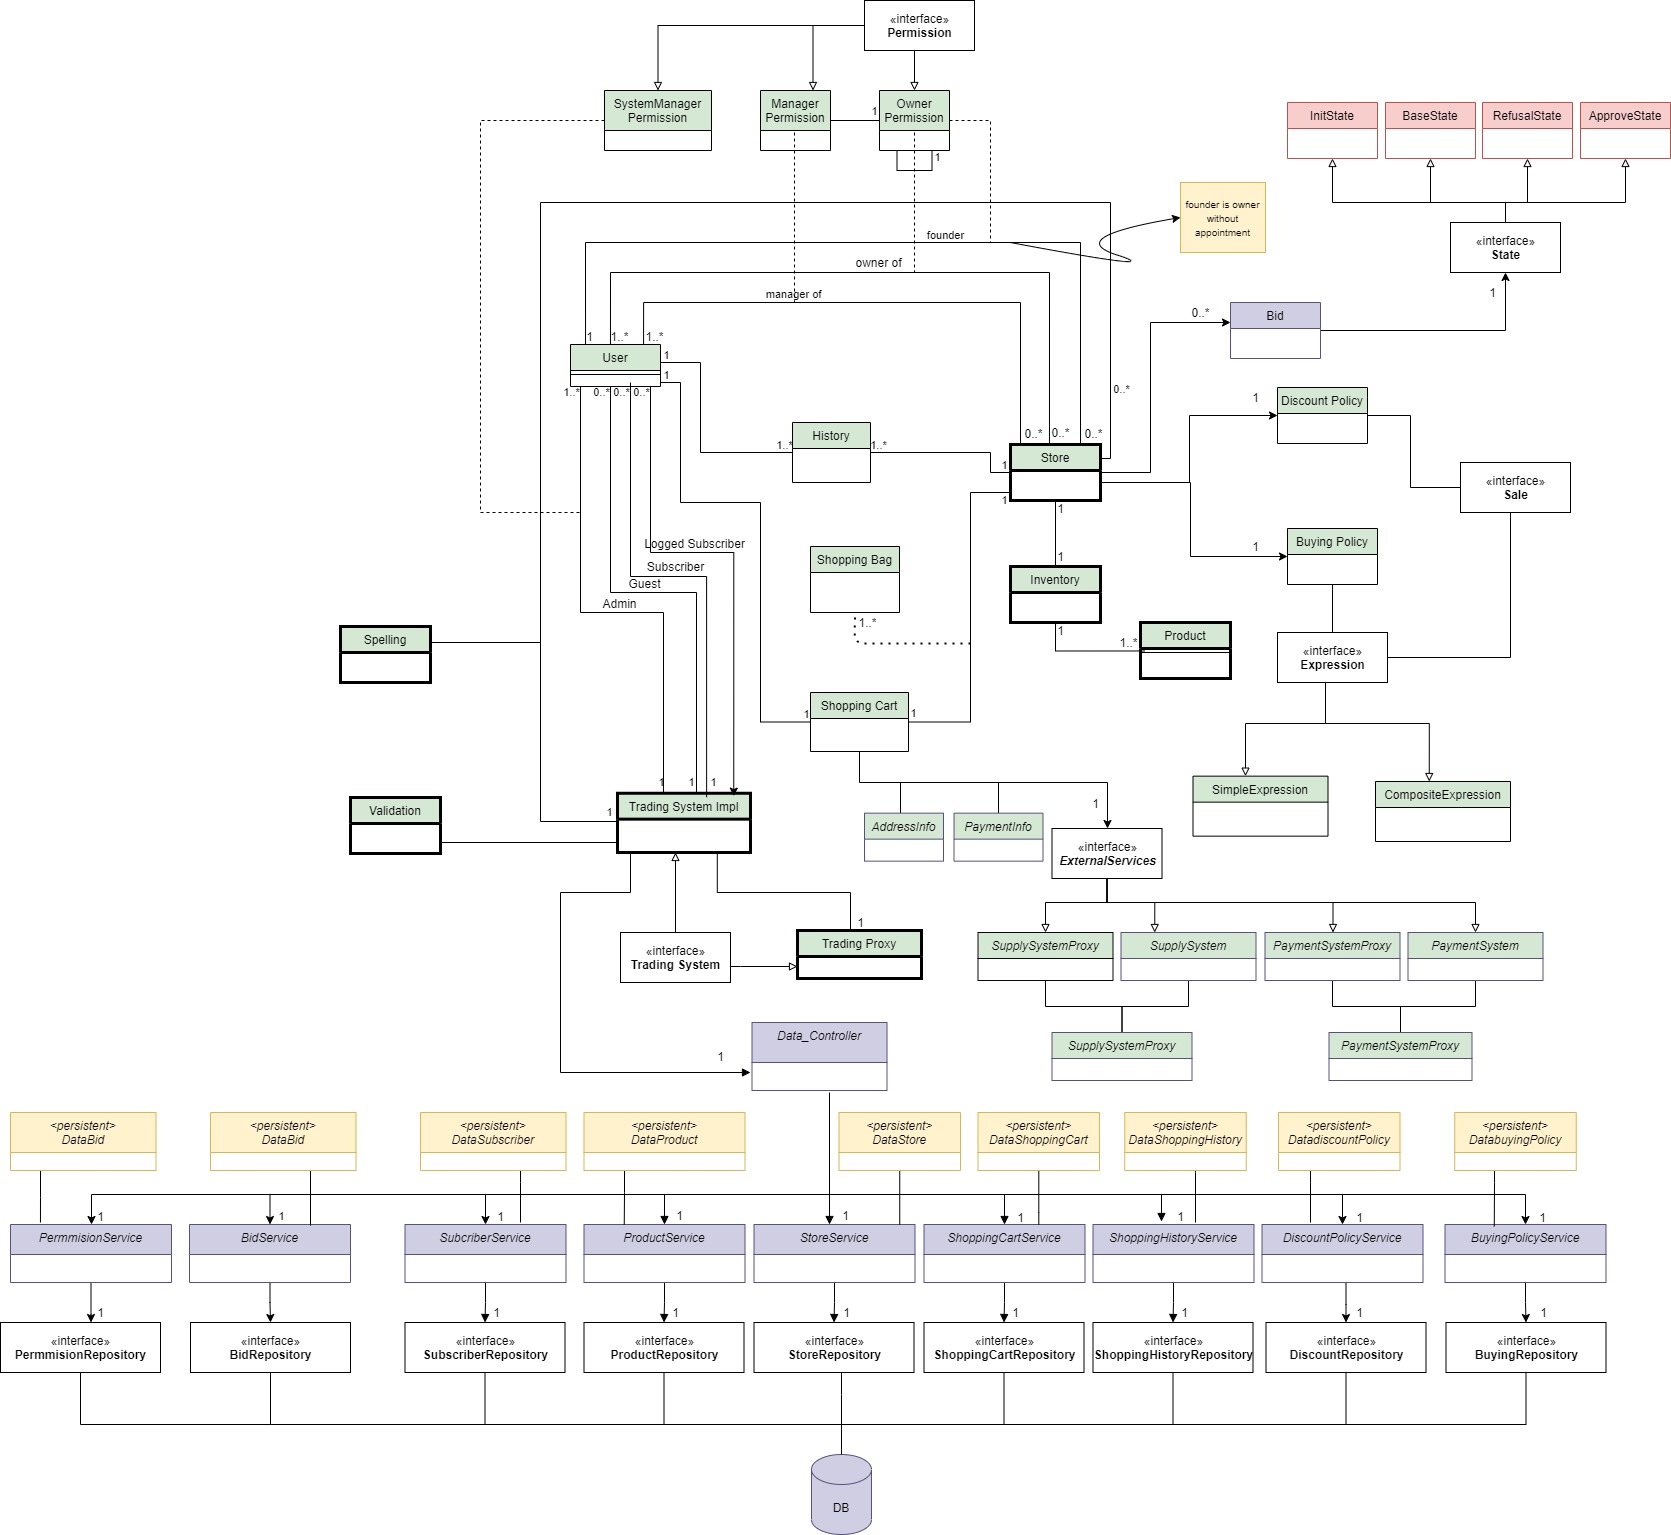 «interface»
Permission
SystemManager
Permission
Manager
Permission
1
Owner
Permission
1
InitState
BaseState
RefusalState
ApproveState
founder is owner
without
appointment
«interface»
State
founder
owner of
manager of
1
0..*
Bid
1
1..*
1..*
User
1
1
1..*
0..*
0..*
0..*
0..*
1
Discount Policy
History
1..*
1..*
0..*
0..*
0..*
Store
1
1
1
«interface»
Sale
Logged Subscriber
Subscriber
Guest
Admin
Shopping Bag
1..*
1
Inventory
1
1
Buying Policy
1..*
Product
Spelling
«interface»
Expression
Shopping Cart
1
1
1
1
1
SimpleExpression
CompositeExpression
Validation
1
Trading System Impl
AddressInfo
PaymentInfo
1
«interface»
ExternalServices
1
«interface»
Trading System
Trading Proxy
SupplySystemProxy
SupplySystem
PaymentSystemProxy
PaymentSystem
1
Data_Controller
SupplySystemProxy
PaymentSystemProxy
<persistent>
DataBid
<persistent>
DataBid
<persistent>
DataSubscriber
<persistent>
DataProduct
<persistent>
DataStore
<persistent>
DataShoppingCart
<persistent>
DataShoppingHistory
<persistent>
DatadiscountPolicy
<persistent>
DatabuyingPolicy
1
1
1
1
1
1
1
1
1
PermmisionService
BidService
SubcriberService
ProductService
StoreService
ShoppingCartService
ShoppingHistoryService
DiscountPolicyService
BuyingPolicyService
1
1
1
1
1
1
1
1
«interface»
PermmisionRepository
«interface»
BidRepository
«interface»
SubscriberRepository
«interface»
ProductRepository
«interface»
StoreRepository
«interface»
ShoppingCartRepository
«interface»
ShoppingHistoryRepository
«interface»
DiscountRepository
«interface»
BuyingRepository
DB